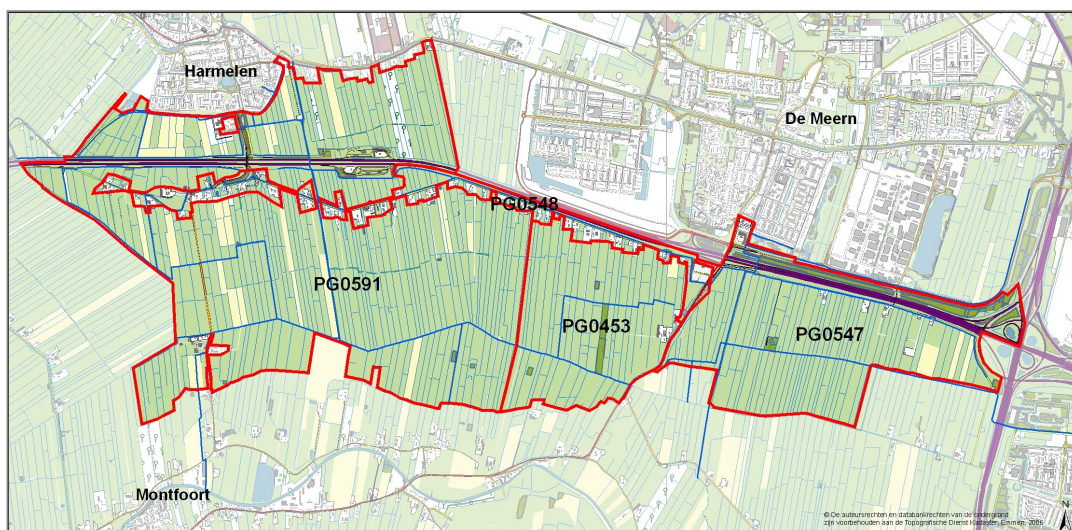 Harmelen
De Meern
PG0548
PG0591
PG0453
PG0547
Montfoort
N
© De auteursrechten en databankrechten van de ondergrond
zijn voorbehouden aan de Topografische Dienst Kadaster, Emmen, 2006